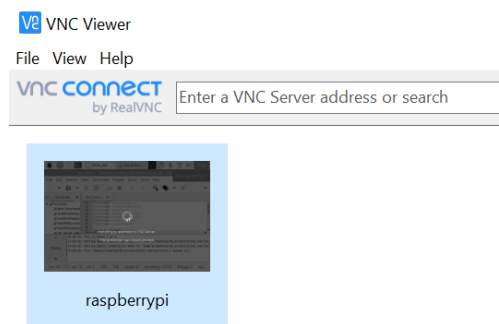 VNC Viewer
File View Help
VNC CONNECT
by RealVNC
Enter a VNC Server address or search
raspberrypi